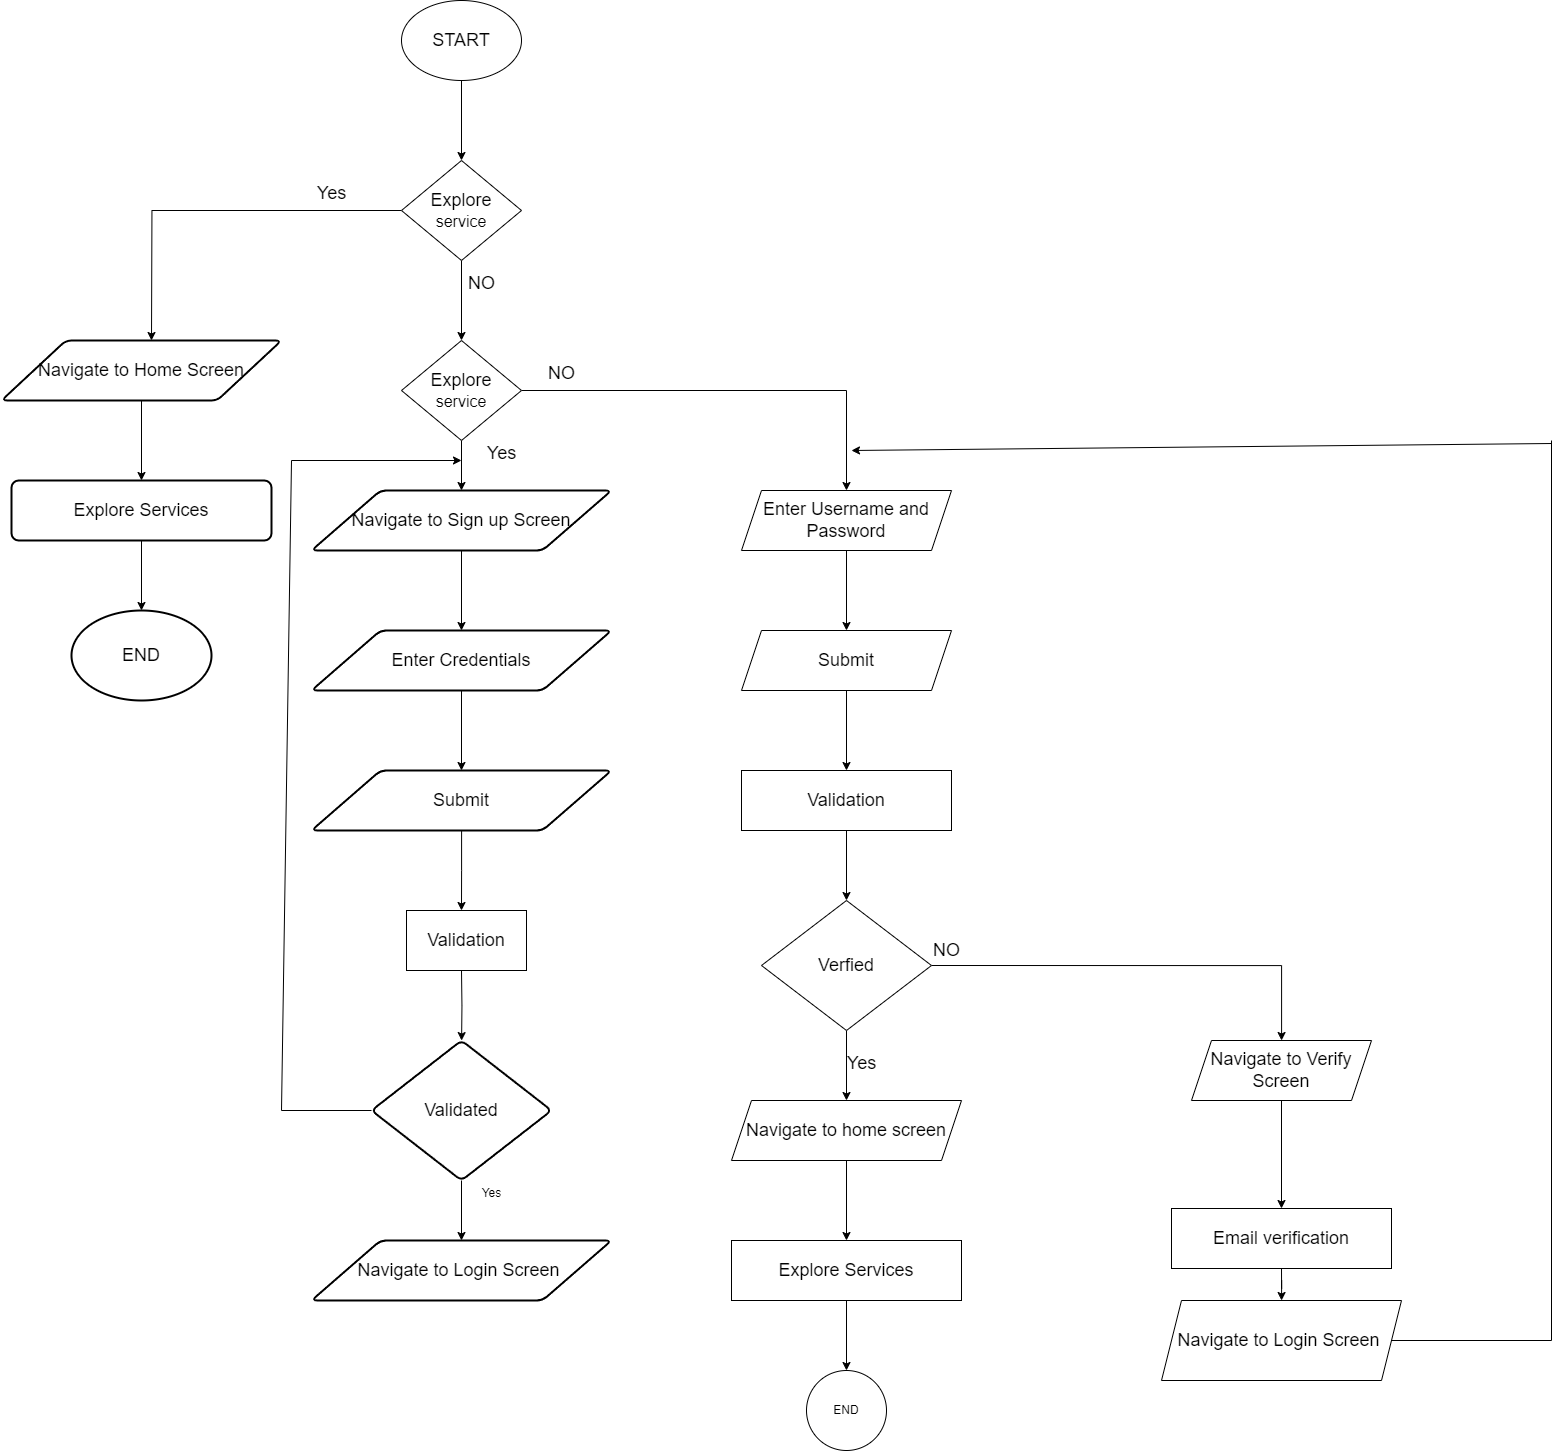 START
Explore
service
Yes
NO
Navigate to Home Screen
Explore Services
END
Explore
service
NO
Yes
Navigate to Sign up Screen
Enter Credentials
Submit
Validation
Validated
Yes
Navigate to Login Screen
Enter Username and
Password
Submit
Validation
Verfied
NO
Yes
Navigate to home screen
Explore Services
END
Navigate to Verify
Screen
Email verification
Navigate to Login Screen